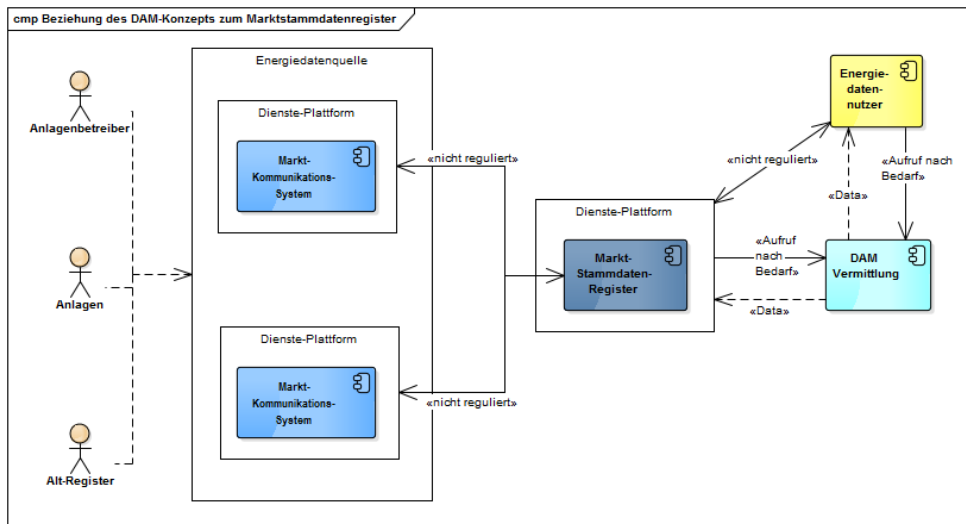 cmp Beziehung des DAM-Konzepts zum Marktstammdatenregister
Anlagenbetreiber
Anlagen
Alt-Register
Energiedatenquelle
Dienste-Plattform
Markt-
Kommunikations-
System
Dienste-Plattform
Markt-
Kommunikations-
System
«nicht reguliert»
«nicht reguliert»
Dienste-Plattform
Markt-
Stammdaten-
Register
«nicht reguliert»
Energie-
daten-
nutzer
«Aufruf nach
Bedarf»
«Data»
«Aufruf
nach
Bedarf»
«Data»
DAM
Vermittlung